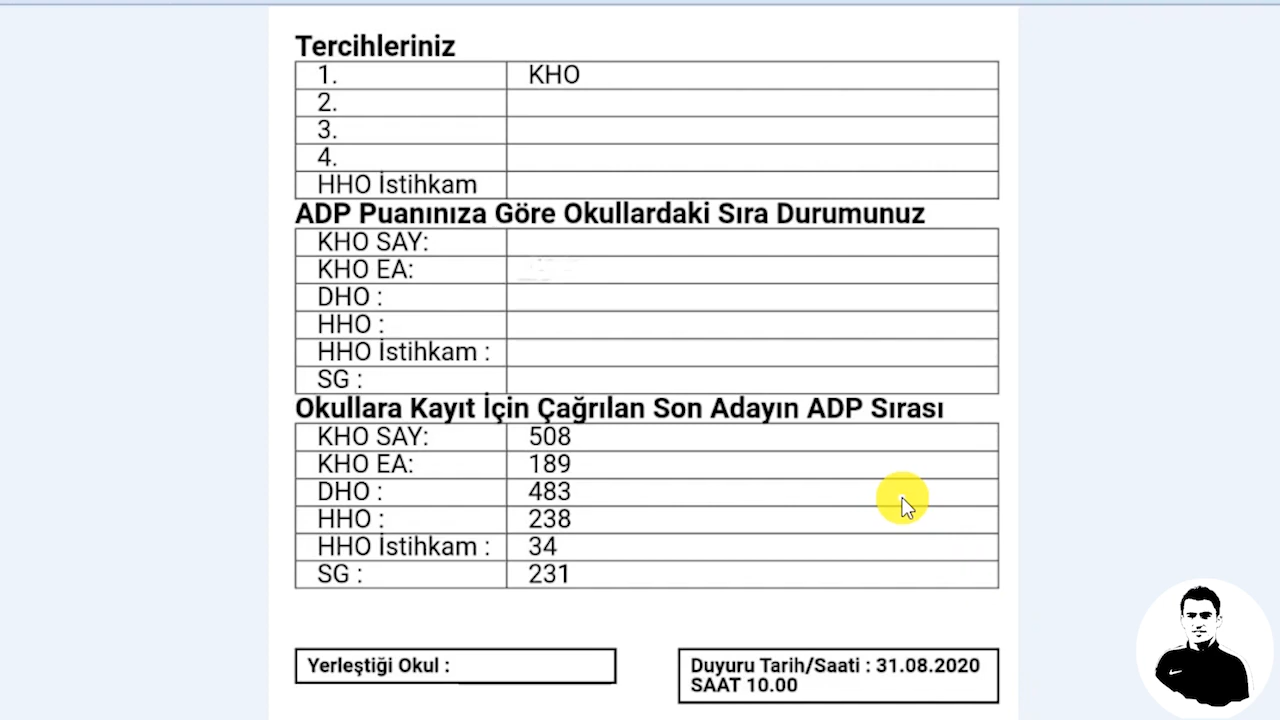 Tercihleriniz
1. KHO
2.
3.
4.
HHO İstihkam
ADP Puanınıza Göre Okullardaki Sıra Durumunuz
KHO SAY:
KHO EA:
DHO :
HHO :
HHO İstihkam :
SG :
Okullara Kayıt İçin Çağrılan Son Adayın ADP Sırası
KHO SAY: 508
KHO EA: 189
DHO : 483
HHO : 238
HHO İstihkam : 34
SG : 231
Yerleştiği Okul :
Duyuru Tarih/Saati : 31.08.2020
SAAT 10.00